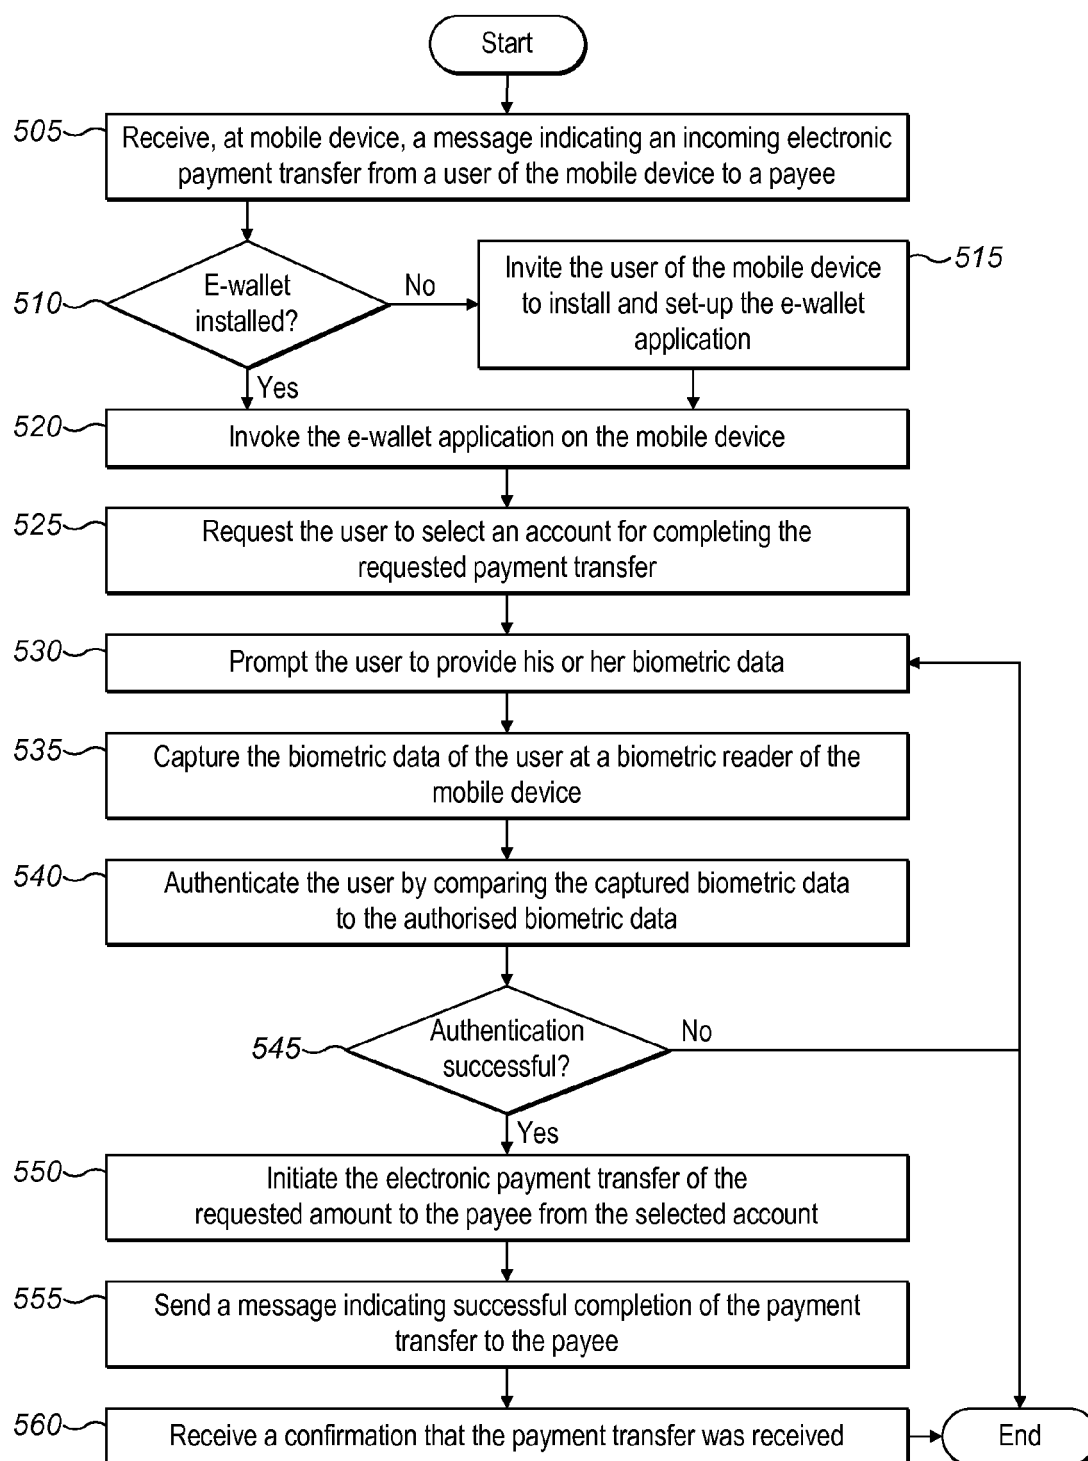 Start
505
Receive, at mobile device, a message indicating an incoming electronic
payment transfer from a user of the mobile device to a payee
510
E-wallet
installed?
No
Yes
Invite the user of the mobile device
to install and set-up the e-wallet
application
515
520
Invoke the e-wallet application on the mobile device
525
Request the user to select an account for completing the
requested payment transfer
530
Prompt the user to provide his or her biometric data
535
Capture the biometric data of the user at a biometric reader of the
mobile device
540
Authenticate the user by comparing the captured biometric data
to the authorised biometric data
545
Authentication
successful?
No
Yes
550
Initiate the electronic payment transfer of the
requested amount to the payee from the selected account
555
Send a message indicating successful completion of the payment
transfer to the payee
560
Receive a confirmation that the payment transfer was received
End